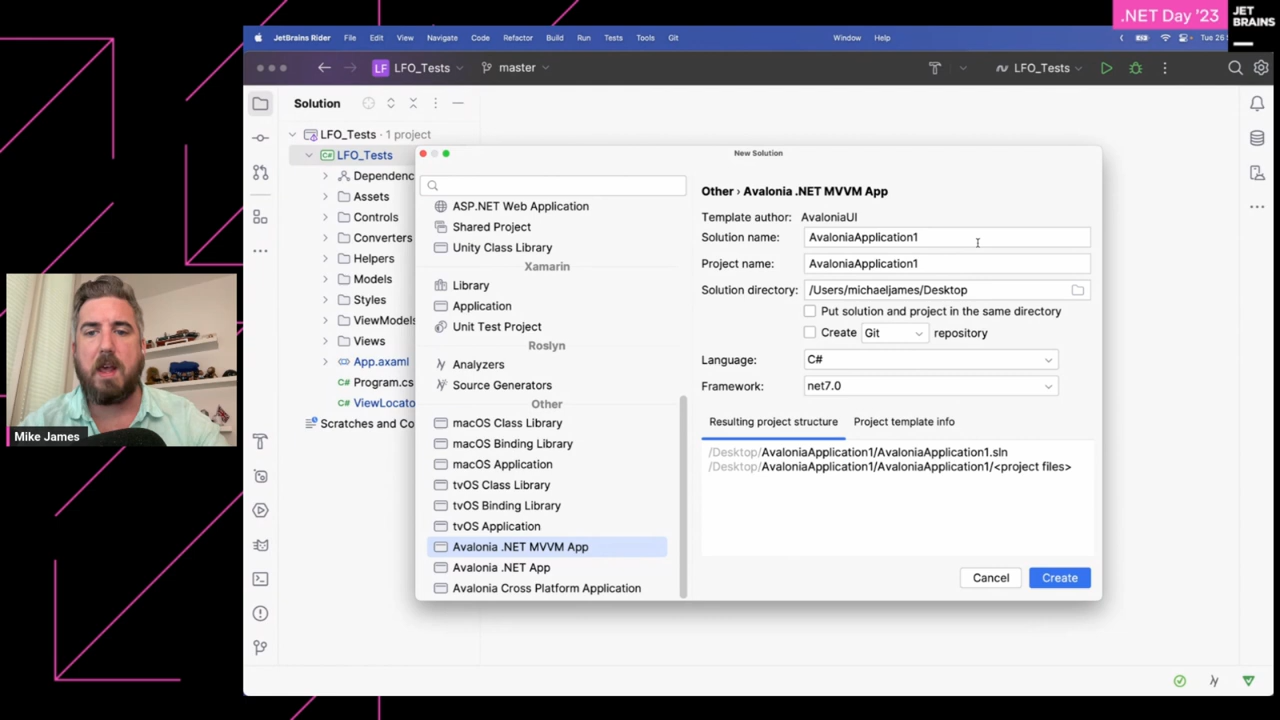 .NET Day '23
JET
BRAINS
JetBrains Rider File Edit View Navigate Code Refactor Build Run Tests Tools Git Window Help Tue 26
LF LFO_Tests master LFO_Tests
Solution
LFO_Tests · 1 project
C# LFO_Tests
Dependenc
Assets
Controls
Converters
Helpers
Models
Styles
ViewModels
Views
App.axaml
C# Program.cs
C# ViewLocato
Scratches and Co
New Solution
ASP.NET Web Application
Shared Project
Unity Class Library
Xamarin
Library
Application
Unit Test Project
Roslyn
Analyzers
Source Generators
Other
macOS Class Library
macOS Binding Library
macOS Application
tvOS Class Library
tvOS Binding Library
tvOS Application
Avalonia .NET MVVM App
Avalonia .NET App
Avalonia Cross Platform Application
Other › Avalonia .NET MVVM App
Template author: AvaloniaUI
Solution name: AvaloniaApplication1
Project name: AvaloniaApplication1
Solution directory: /Users/michaeljames/Desktop
Put solution and project in the same directory
Create Git repository
Language: C#
Framework: net7.0
Resulting project structure Project template info
/Desktop/AvaloniaApplication1/AvaloniaApplication1.sln
/Desktop/AvaloniaApplication1/AvaloniaApplication1/<project files>
Cancel Create
Mike James